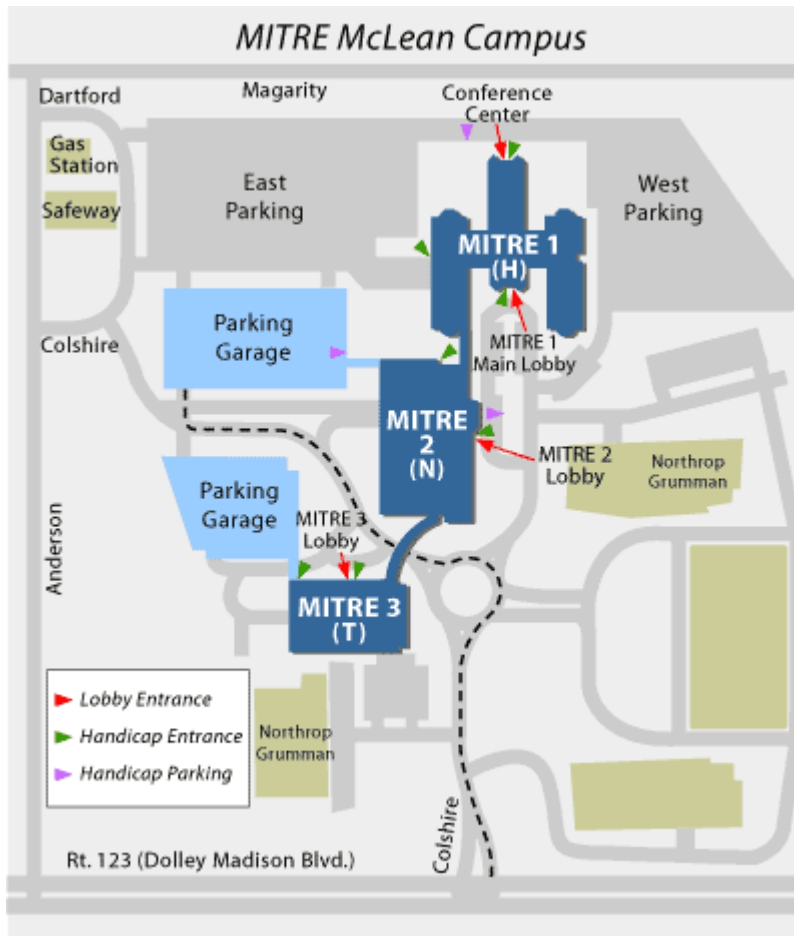 MITRE McLean Campus
Dartford
Magarity
Conference
Center
Gas
Station
Safeway
East
Parking
West
Parking
MITRE 1
(H)
Colshire
Parking
Garage
MITRE 1
Main Lobby
MITRE
2
(N)
MITRE 2
Lobby
Northrop
Grumman
Parking
Garage
MITRE 3
Lobby
Anderson
MITRE 3
(T)
Lobby Entrance
Handicap Entrance
Handicap Parking
Northrop
Grumman
Colshire
Rt. 123 (Dolley Madison Blvd.)